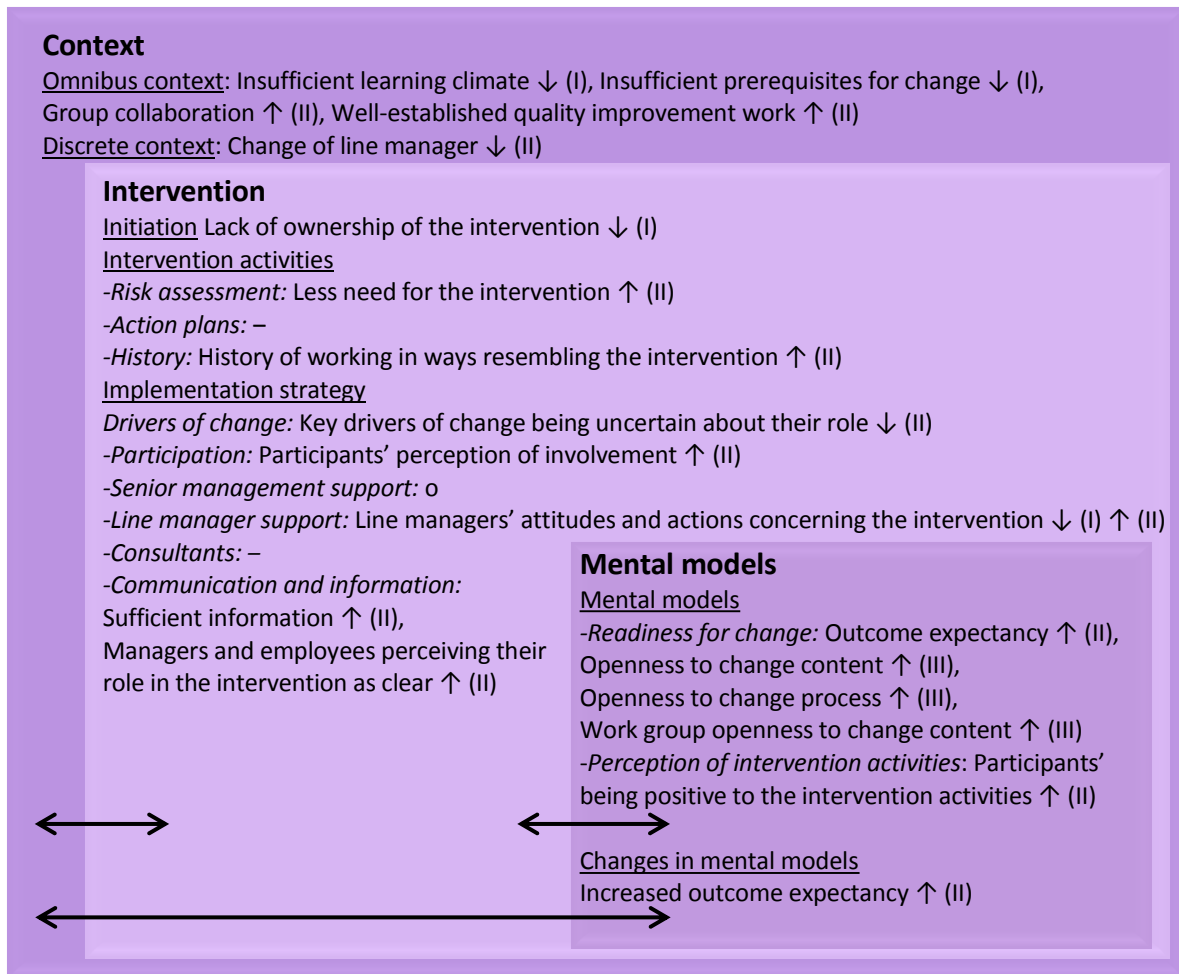 Context
Omnibus context: Insufficient learning climate ↓ (I), Insufficient prerequisites for change ↓ (I),
Group collaboration ↑ (II), Well-established quality improvement work ↑ (II)
Discrete context: Change of line manager ↓ (II)
Intervention
Initiation Lack of ownership of the intervention ↓ (I)
Intervention activities
-Risk assessment: Less need for the intervention ↑ (II)
-Action plans: –
-History: History of working in ways resembling the intervention ↑ (II)
Implementation strategy
Drivers of change: Key drivers of change being uncertain about their role ↓ (II)
-Participation: Participants’ perception of involvement ↑ (II)
-Senior management support: o
-Line manager support: Line managers’ attitudes and actions concerning the intervention ↓ (I) ↑ (II)
-Consultants: –
-Communication and information:
Sufficient information ↑ (II),
Managers and employees perceiving their
role in the intervention as clear ↑ (II)
Mental models
Mental models
-Readiness for change: Outcome expectancy ↑ (II),
Openness to change content ↑ (III),
Openness to change process ↑ (III),
Work group openness to change content ↑ (III)
-Perception of intervention activities: Participants’
being positive to the intervention activities ↑ (II)
Changes in mental models
Increased outcome expectancy ↑ (II)